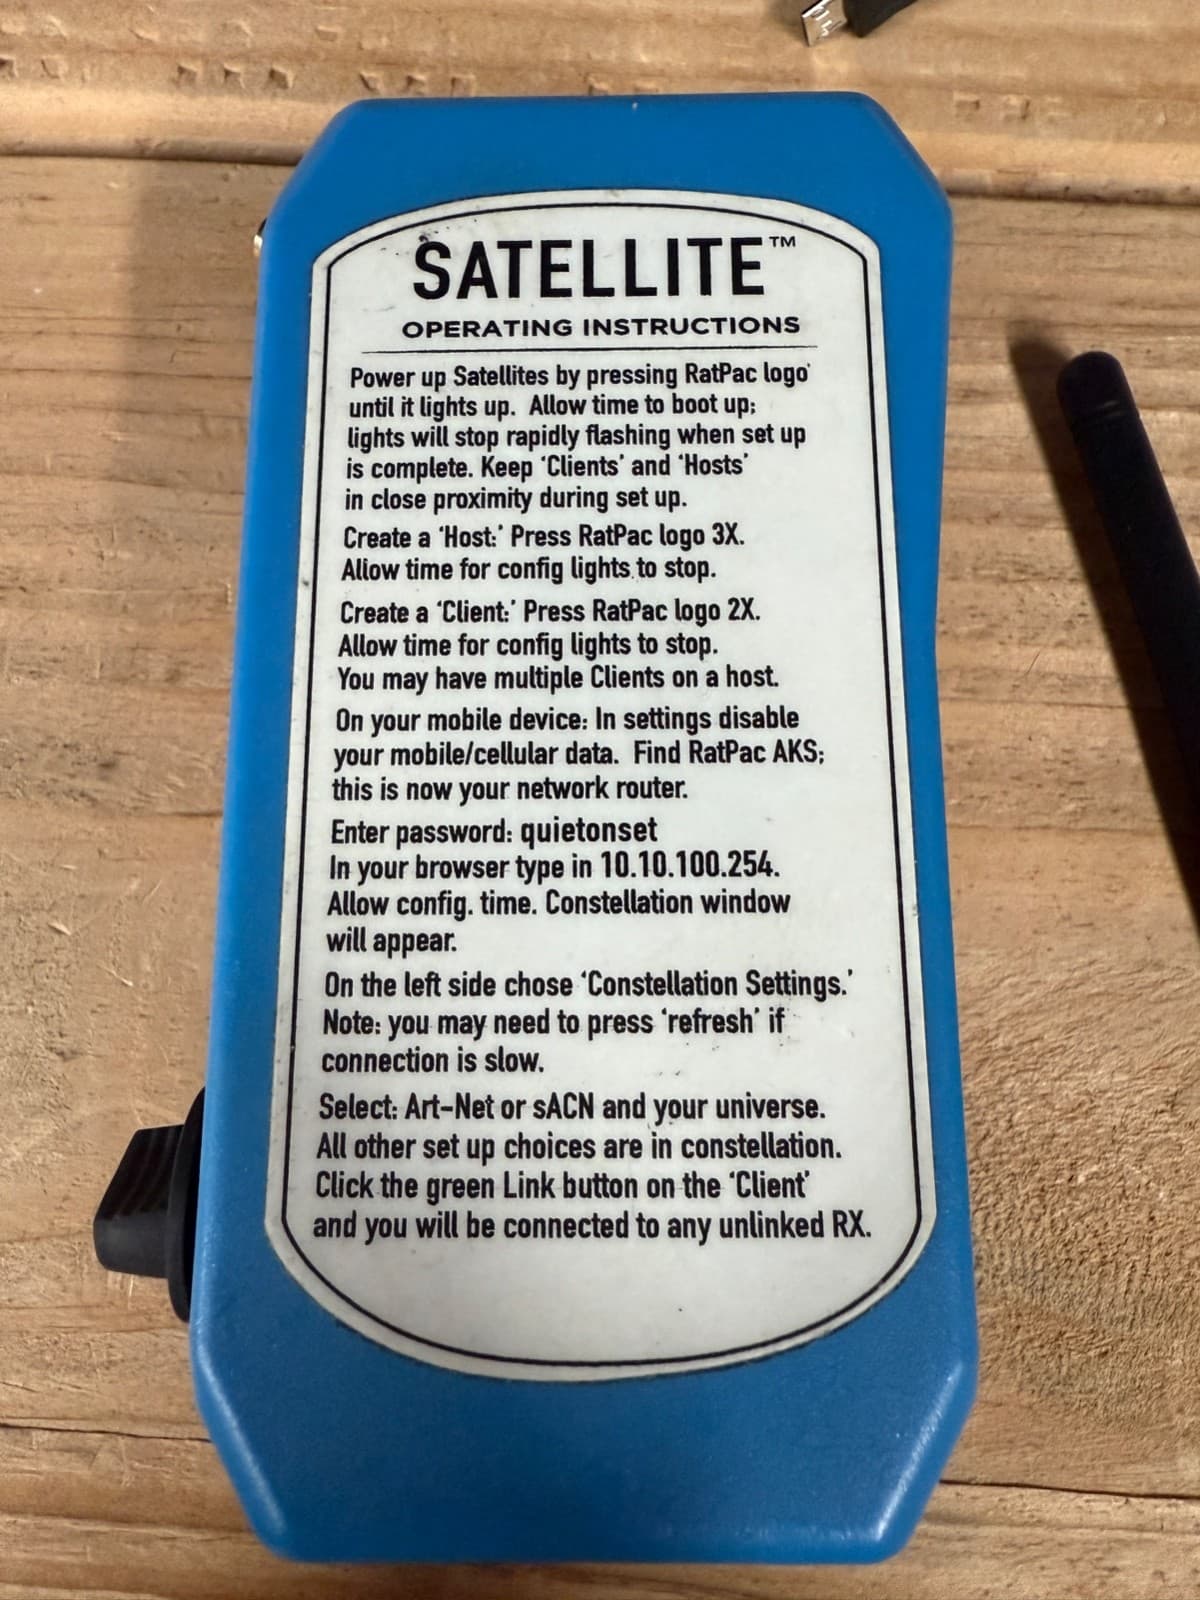 SATELLITE™
OPERATING INSTRUCTIONS
Power up Satellites by pressing RatPac logo
until it lights up. Allow time to boot up;
lights will stop rapidly flashing when set up
is complete. Keep ‘Clients’ and ‘Hosts’
in close proximity during set up.
Create a ‘Host:’ Press RatPac logo 3X.
Allow time for config lights to stop.
Create a ‘Client:’ Press RatPac logo 2X.
Allow time for config lights to stop.
You may have multiple Clients on a host.
On your mobile device: In settings disable
your mobile/cellular data. Find RatPac AKS;
this is now your network router.
Enter password: quietonset
In your browser type in 10.10.100.254.
Allow config. time. Constellation window
will appear.
On the left side chose ‘Constellation Settings.’
Note: you may need to press ‘refresh’ if
connection is slow.
Select: Art-Net or sACN and your universe.
All other set up choices are in constellation.
Click the green Link button on the ‘Client’
and you will be connected to any unlinked RX.